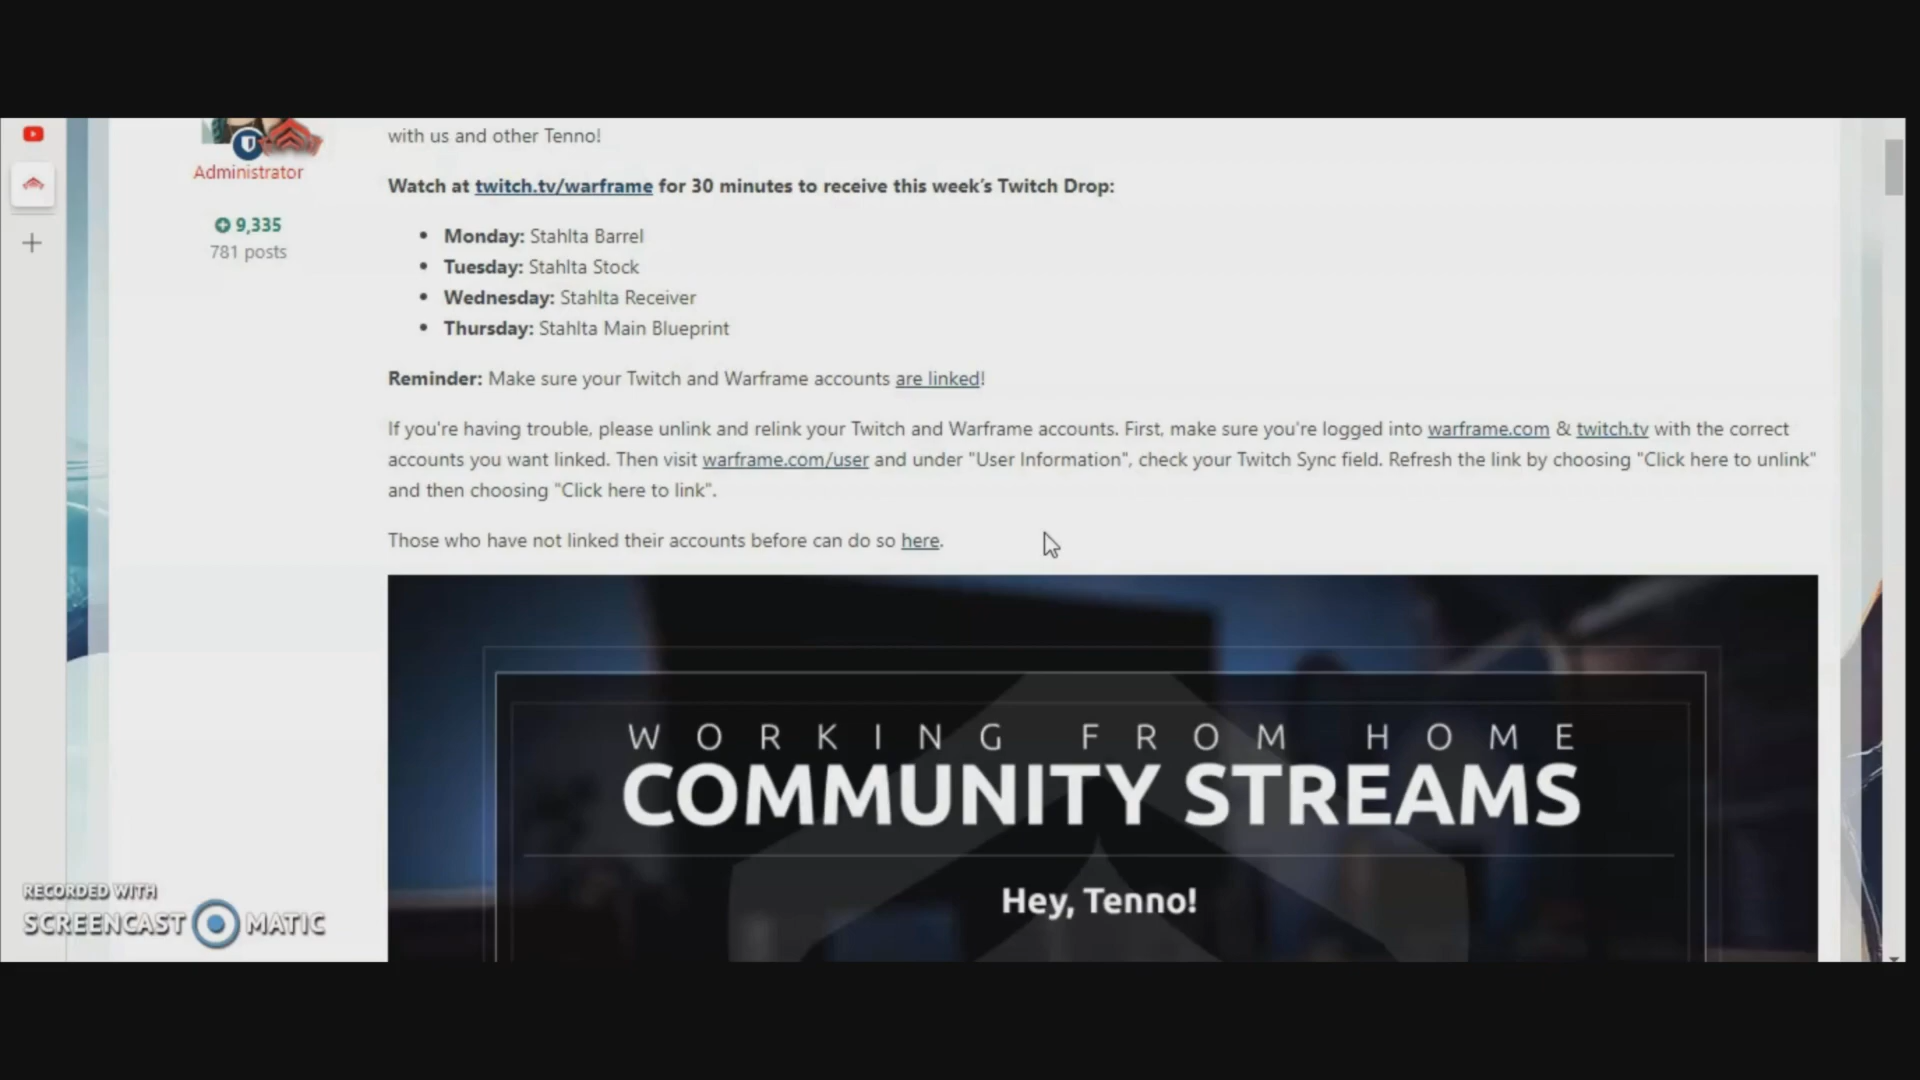 with us and other Tenno!
Administrator
9,335
781 posts
Watch at twitch.tv/warframe for 30 minutes to receive this week's Twitch Drop:
• Monday: Stahlta Barrel
• Tuesday: Stahlta Stock
• Wednesday: Stahlta Receiver
• Thursday: Stahlta Main Blueprint
Reminder: Make sure your Twitch and Warframe accounts are linked!
If you're having trouble, please unlink and relink your Twitch and Warframe accounts. First, make sure you're logged into warframe.com & twitch.tv with the correct
accounts you want linked. Then visit warframe.com/user and under "User Information", check your Twitch Sync field. Refresh the link by choosing "Click here to unlink"
and then choosing "Click here to link".
Those who have not linked their accounts before can do so here.
WORKING FROM HOME
COMMUNITY STREAMS
Hey, Tenno!
RECORDED WITH
SCREENCAST MATIC